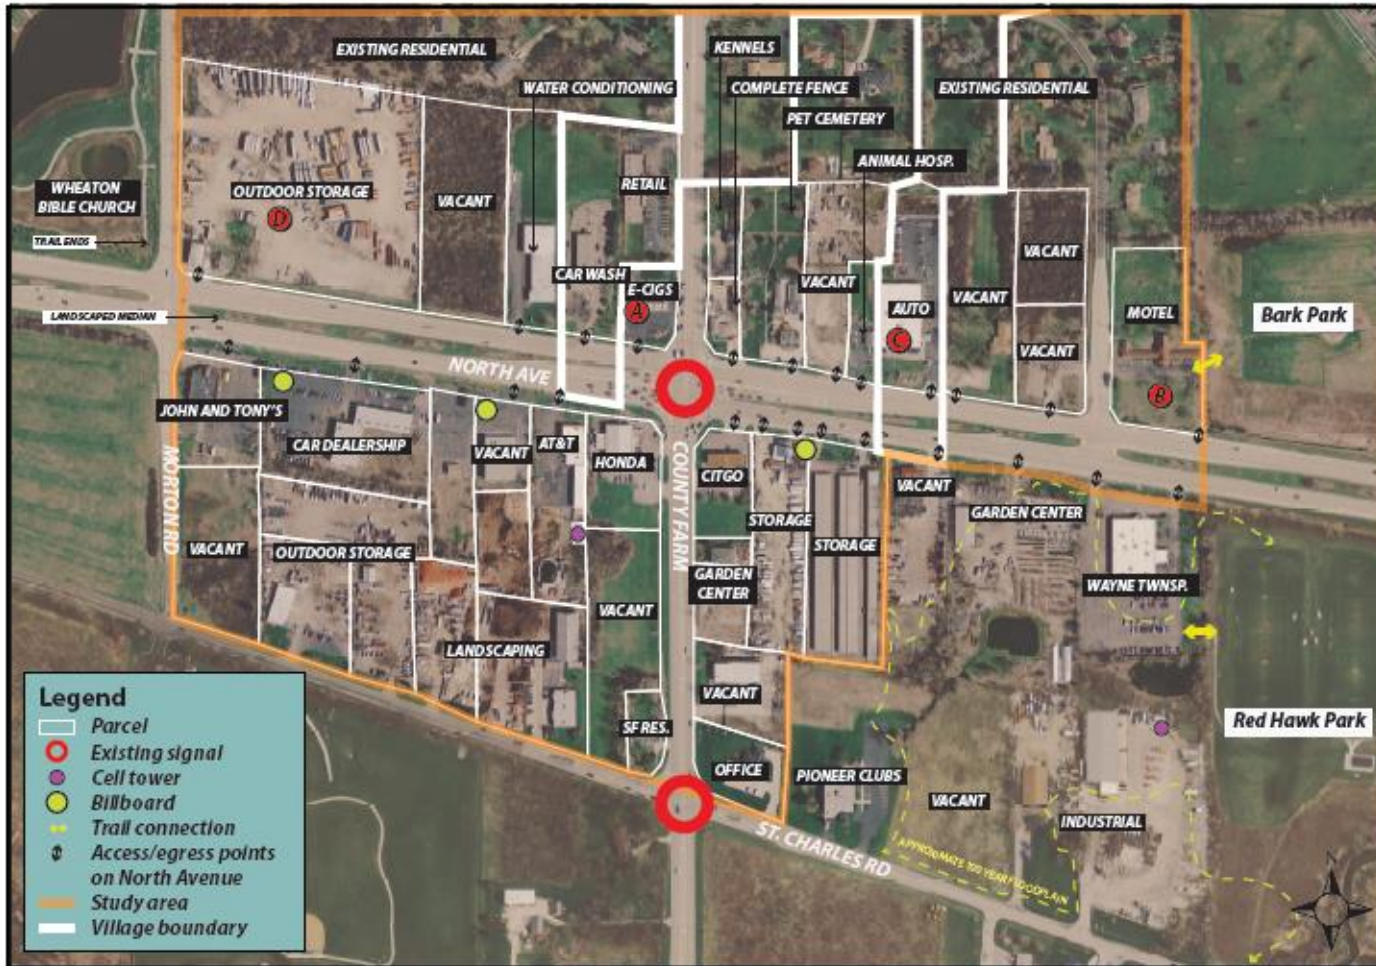 EXISTING RESIDENTIAL
KENNELS
WATER CONDITIONING
COMPLETE FENCE
EXISTING RESIDENTIAL
PET CEMETERY
ANIMAL HOSP.
WHEATON
BIBLE CHURCH
OUTDOOR STORAGE
D
VACANT
RETAIL
TRAIL ENDS
CAR WASH
E-CIGS
A
VACANT
AUTO
C
VACANT
VACANT
VACANT
MOTEL
B
Bark Park
LANDSCAPED MEDIAN
NORTH AVE
JOHN AND TONY'S
CAR DEALERSHIP
VACANT
AT&T
HONDA
COUNTY FARM
CITGO
STORAGE
STORAGE
VACANT
GARDEN CENTER
MORTON RD
VACANT
OUTDOOR STORAGE
GARDEN
CENTER
WAYNE TWNSP.
VACANT
LANDSCAPING
VACANT
SF RES.
OFFICE
PIONEER CLUBS
VACANT
INDUSTRIAL
Red Hawk Park
ST. CHARLES RD
APPROXIMATE 100 YEAR FLOODPLAIN
Legend
Parcel
Existing signal
Cell tower
Billboard
Trail connection
Access/egress points
on North Avenue
Study area
Village boundary